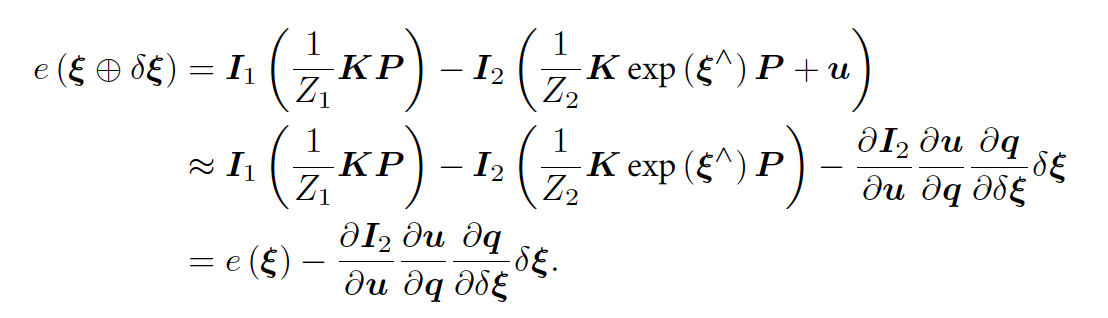 e (ξ ⊕ δξ) = I₁ (1/Z₁ K P) − I₂ (1/Z₂ K exp (ξ^∧) P + u)
≈ I₁ (1/Z₁ K P) − I₂ (1/Z₂ K exp (ξ^∧) P) − ∂I₂/∂u ∂u/∂q ∂q/∂δξ δξ
= e (ξ) − ∂I₂/∂u ∂u/∂q ∂q/∂δξ δξ.